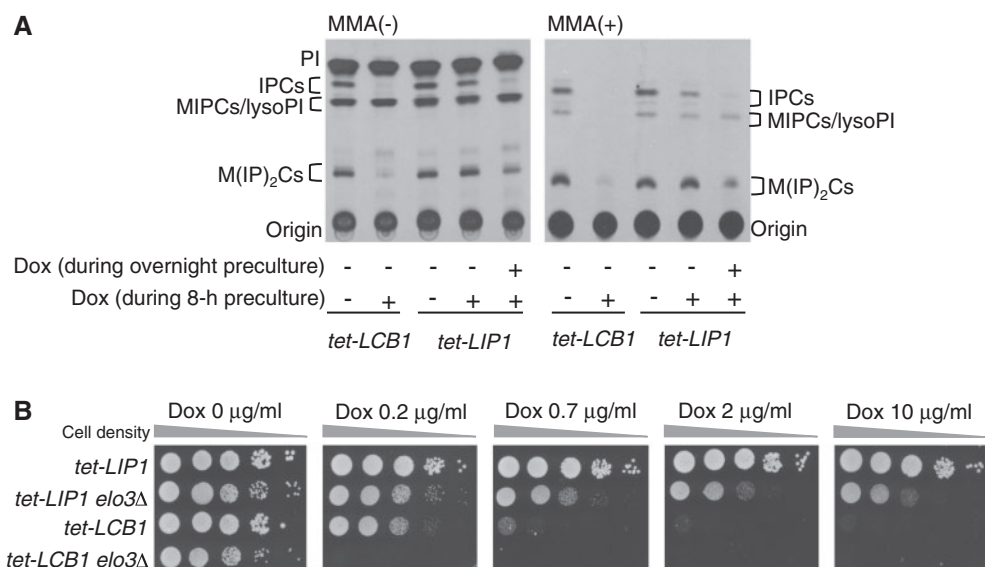 A
MMA(-)
MMA(+)
PI
IPCs
MIPCs/lysoPI
M(IP)₂Cs
Origin
IPCs
MIPCs/lysoPI
M(IP)₂Cs
Origin
Dox (during overnight preculture) - - - - + - - - - +
Dox (during 8-h preculture) - + - + + - + - + +
tet-LCB1 tet-LIP1 tet-LCB1 tet-LIP1
B
Dox 0 μg/ml Dox 0.2 μg/ml Dox 0.7 μg/ml Dox 2 μg/ml Dox 10 μg/ml
Cell density
tet-LIP1
tet-LIP1 elo3Δ
tet-LCB1
tet-LCB1 elo3Δ